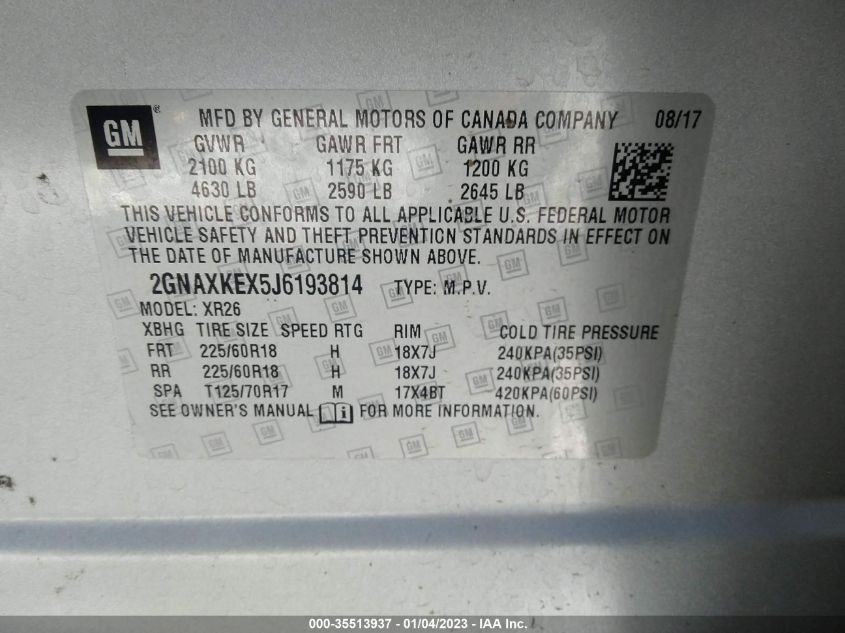 GM ® MFD BY GENERAL MOTORS OF CANADA COMPANY 08/17
GVWR GAWR FRT GAWR RR
2100 KG 1175 KG 1200 KG
4630 LB 2590 LB 2645 LB
THIS VEHICLE CONFORMS TO ALL APPLICABLE U.S. FEDERAL MOTOR
VEHICLE SAFETY AND THEFT PREVENTION STANDARDS IN EFFECT ON
THE DATE OF MANUFACTURE SHOWN ABOVE.
2GNAXKEX5J6193814 TYPE: M.P.V.
MODEL: XR26
XBHG TIRE SIZE SPEED RTG RIM COLD TIRE PRESSURE
FRT 225/60R18 H 18X7J 240KPA(35PSI)
RR 225/60R18 H 18X7J 240KPA(35PSI)
SPA T125/70R17 M 17X4BT 420KPA(60PSI)
SEE OWNER'S MANUAL i FOR MORE INFORMATION.
000-35513937 - 01/04/2023 - IAA Inc.